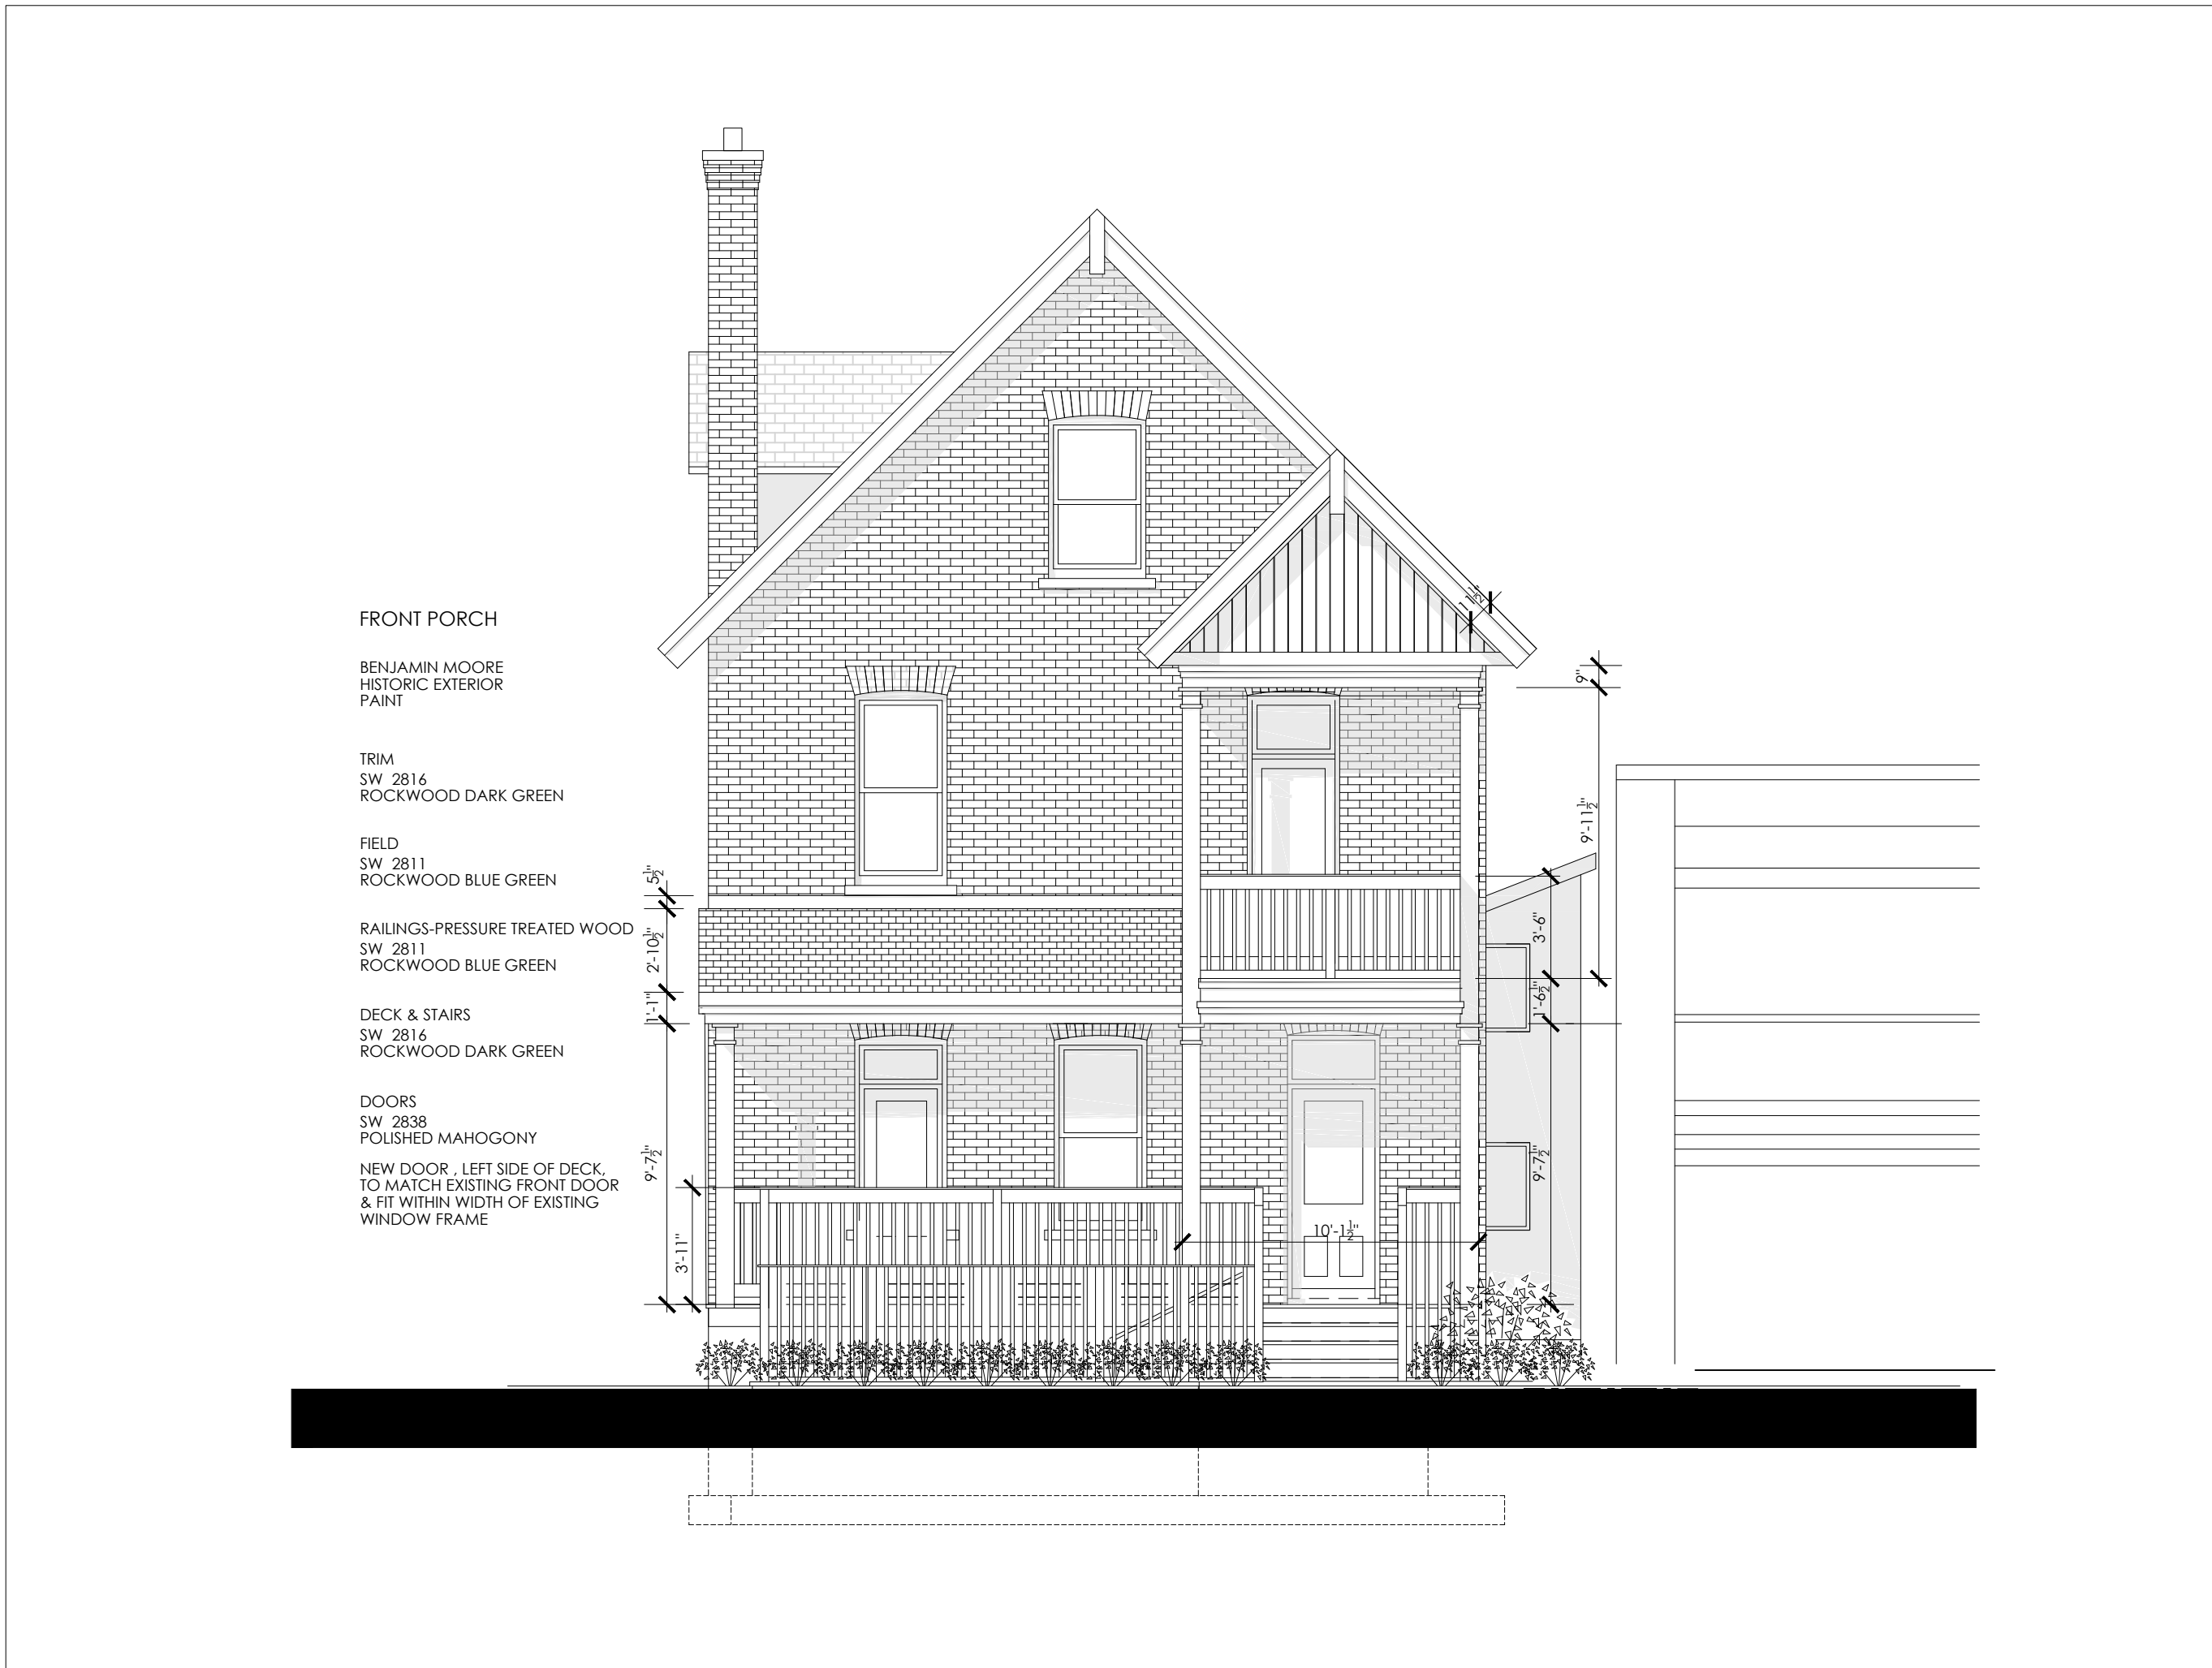 FRONT PORCH
BENJAMIN MOORE
HISTORIC EXTERIOR
PAINT
TRIM
SW 2816
ROCKWOOD DARK GREEN
FIELD
SW 2811
ROCKWOOD BLUE GREEN
RAILINGS-PRESSURE TREATED WOOD
SW 2811
ROCKWOOD BLUE GREEN
DECK & STAIRS
SW 2816
ROCKWOOD DARK GREEN
DOORS
SW 2838
POLISHED MAHOGONY
NEW DOOR , LEFT SIDE OF DECK,
TO MATCH EXISTING FRONT DOOR
& FIT WITHIN WIDTH OF EXISTING
WINDOW FRAME
5½"
2'-10½"
1'-1"
9'-7½"
3'-11"
10'-1½"
9"
9'-11½"
3'-6"
1'-6½"
9'-7½"